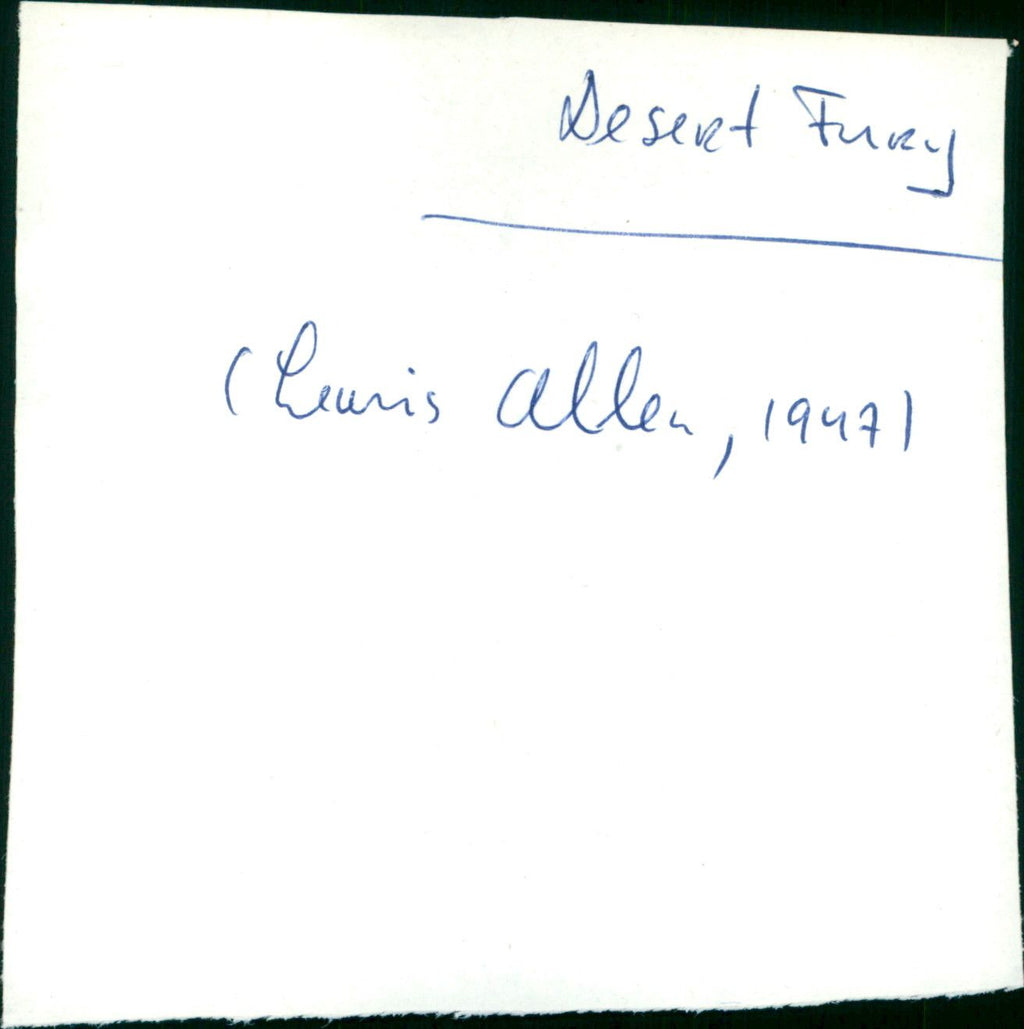 Desert Fury
(Lewis Allen, 1947)